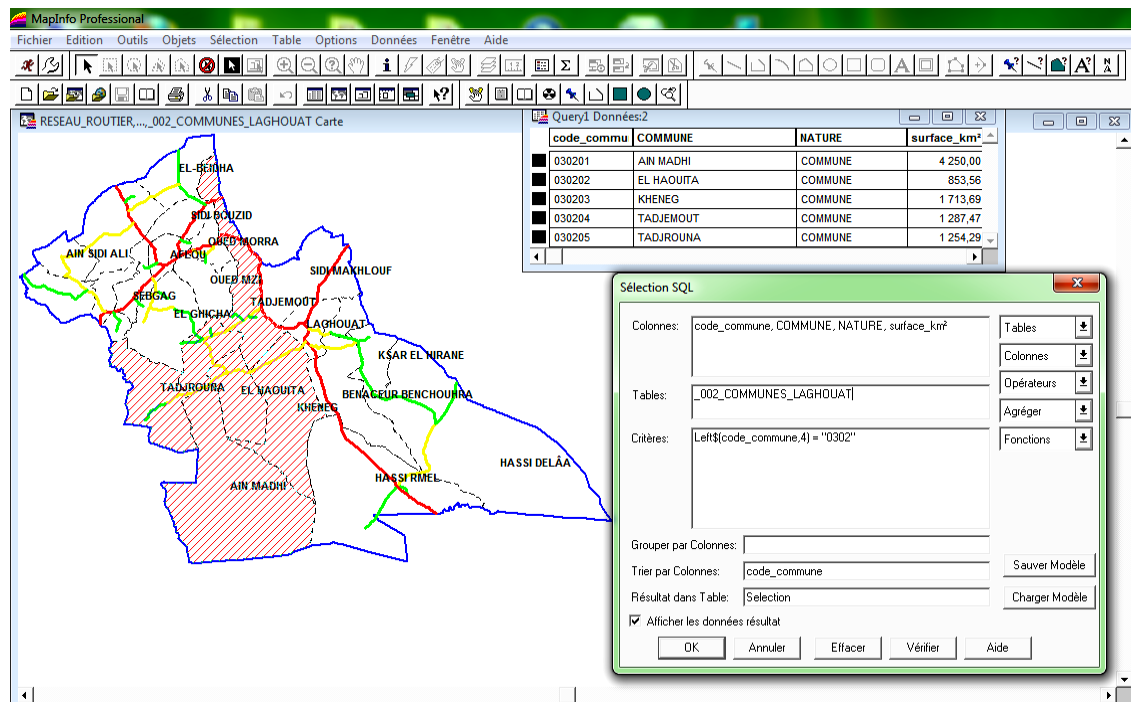 MapInfo Professional
Fichier Edition Outils Objets Sélection Table Options Données Fenêtre Aide
RESEAU_ROUTIER,...,_002_COMMUNES_LAGHOUAT Carte
EL-BEIDHA
SIDI BOUZID
OUED MORRA
AIN SIDI ALI
AFLOU
SIDI MAKHLOUF
OUED MZI
SEBGAG
TADJEMOUT
EL GHICHA
LAGHOUAT
KSAR EL HIRANE
TADJROUNA
EL HAOUITA
BENACEUR BENCHOUHRA
KHENEG
HASSI DELÂA
HASSI RMEL
AIN MADHI
Query1 Données:2
code_commu COMMUNE NATURE surface_km²
030201 AIN MADHI COMMUNE 4 250,00
030202 EL HAOUITA COMMUNE 853,56
030203 KHENEG COMMUNE 1 713,69
030204 TADJEMOUT COMMUNE 1 287,47
030205 TADJROUNA COMMUNE 1 254,29
Sélection SQL
Colonnes: code_commune, COMMUNE, NATURE, surface_km² Tables
Colonnes
Opérateurs
Tables: _002_COMMUNES_LAGHOUAT
Agréger
Critères: Left$(code_commune,4) = "0302" Fonctions
Grouper par Colonnes:
Trier par Colonnes: code_commune Sauver Modèle
Résultat dans Table: Selection Charger Modèle
Afficher les données résultat
OK Annuler Effacer Vérifier Aide